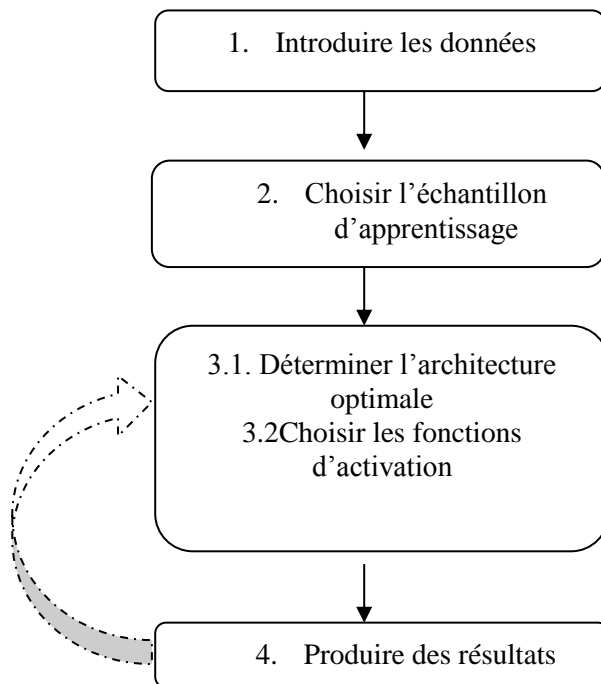 1. Introduire les données
2. Choisir l’échantillon
d’apprentissage
3.1. Déterminer l’architecture
optimale
3.2Choisir les fonctions
d’activation
4. Produire des résultats